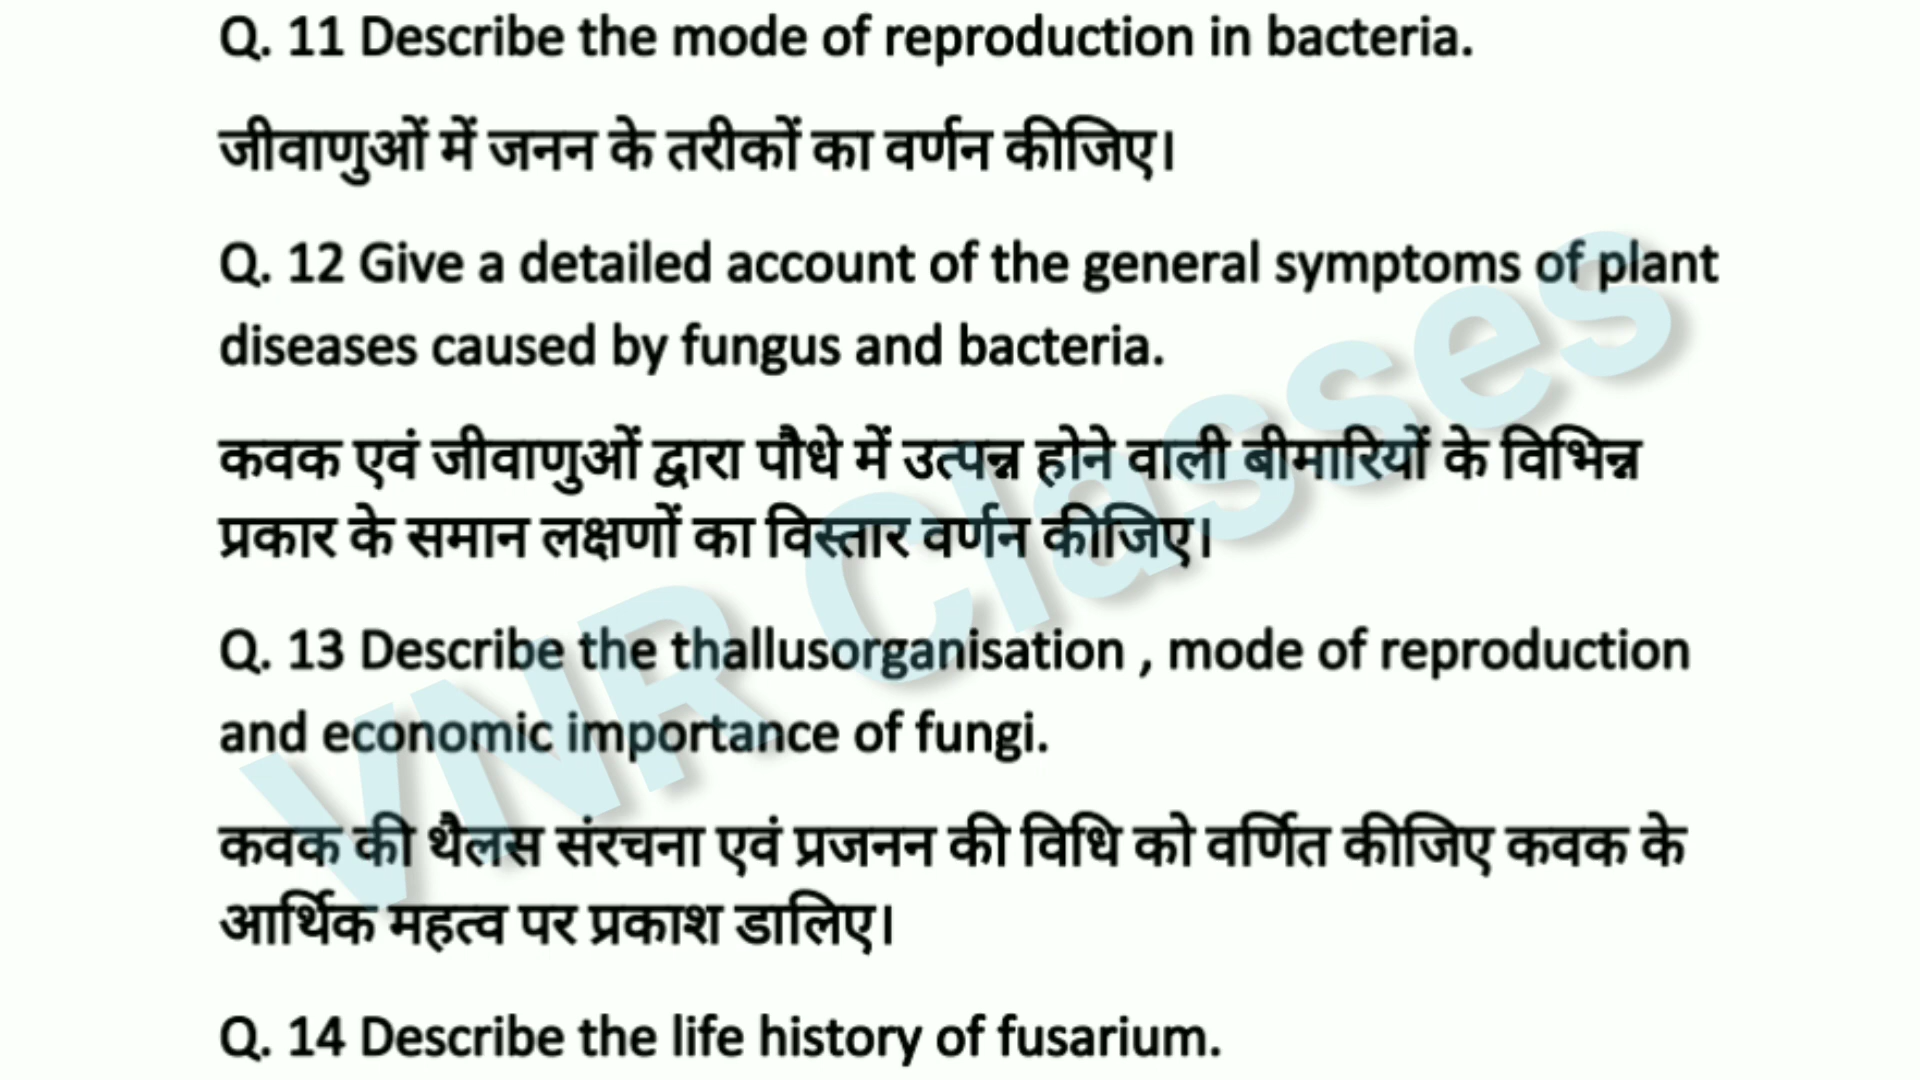 Q. 11 Describe the mode of reproduction in bacteria.
जीवाणुओं में जनन के तरीकों का वर्णन कीजिए।
Q. 12 Give a detailed account of the general symptoms of plant
diseases caused by fungus and bacteria.
कवक एवं जीवाणुओं द्वारा पौधे में उत्पन्न होने वाली बीमारियों के विभिन्न
प्रकार के समान लक्षणों का विस्तार वर्णन कीजिए।
Q. 13 Describe the thallusorganisation , mode of reproduction
and economic importance of fungi.
कवक की थैलस संरचना एवं प्रजनन की विधि को वर्णित कीजिए कवक के
आर्थिक महत्व पर प्रकाश डालिए।
Q. 14 Describe the life history of fusarium.
VNR Classes